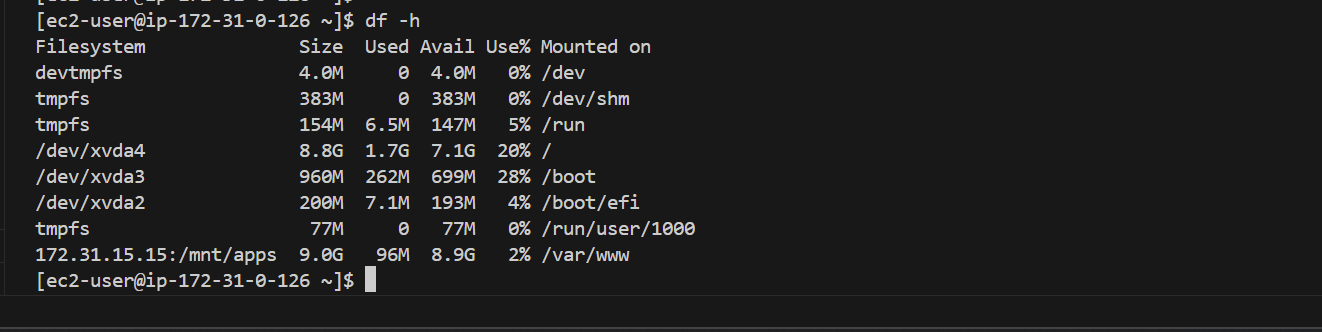 [ec2-user@ip-172-31-0-126 ~]$ df -h
Filesystem              Size  Used Avail Use% Mounted on
devtmpfs                4.0M     0  4.0M   0% /dev
tmpfs                   383M     0  383M   0% /dev/shm
tmpfs                   154M  6.5M  147M   5% /run
/dev/xvda4              8.8G  1.7G  7.1G  20% /
/dev/xvda3              960M  262M  699M  28% /boot
/dev/xvda2              200M  7.1M  193M   4% /boot/efi
tmpfs                    77M     0   77M   0% /run/user/1000
172.31.15.15:/mnt/apps  9.0G   96M  8.9G   2% /var/www
[ec2-user@ip-172-31-0-126 ~]$